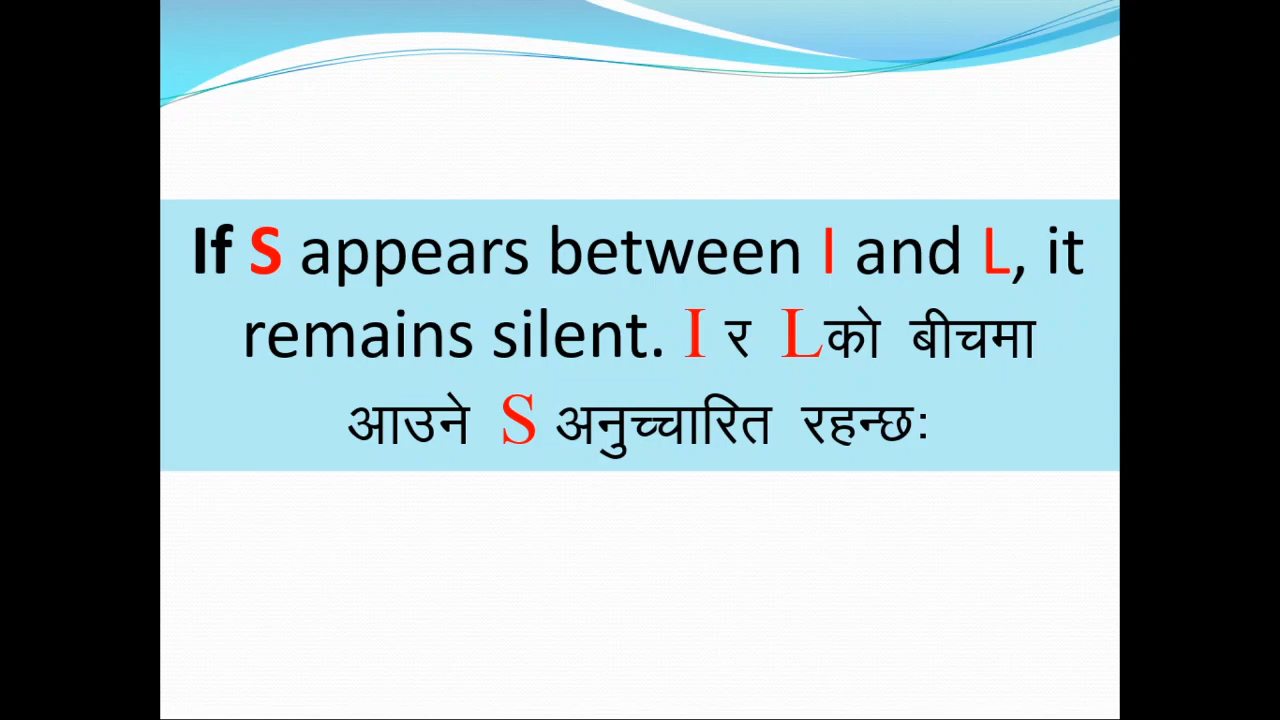 If S appears between I and L, it
remains silent. I र Lको बीचमा
आउने S अनुच्चारित रहन्छ: